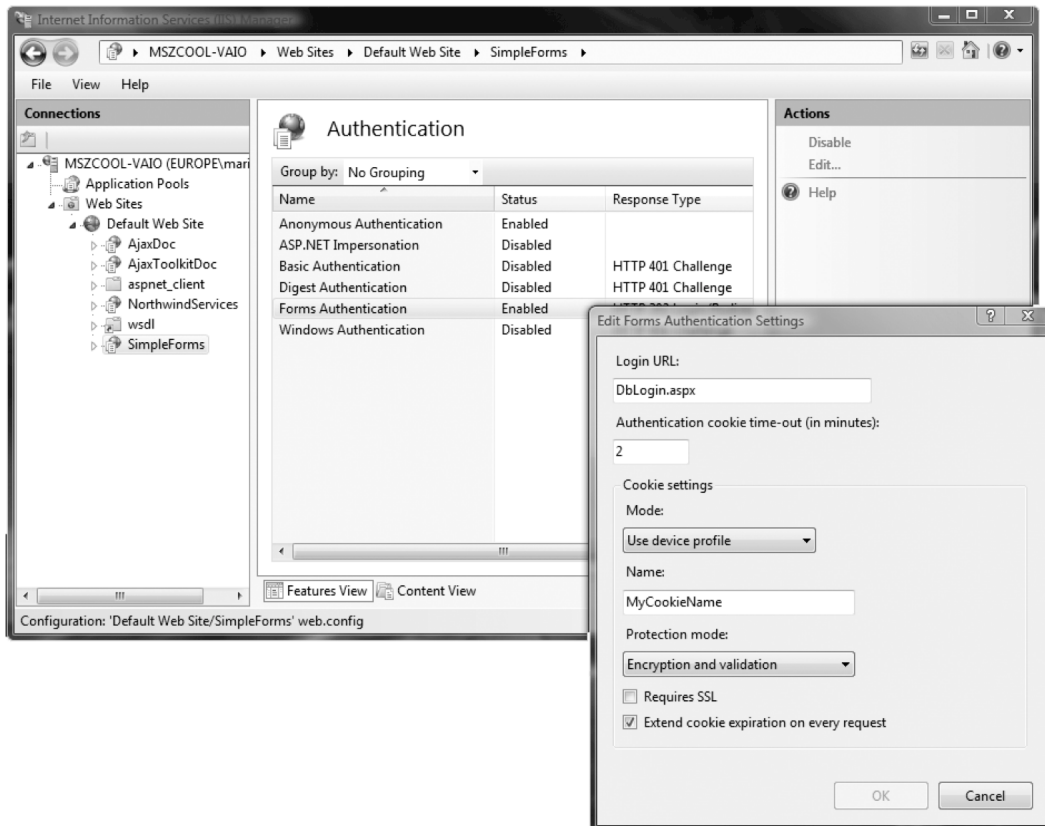 Internet Information Services (IIS) Manager
MSZCOOL-VAIO Web Sites Default Web Site SimpleForms
File View Help
Connections
MSZCOOL-VAIO (EUROPE\mari
Application Pools
Web Sites
Default Web Site
AjaxDoc
AjaxToolkitDoc
aspnet_client
NorthwindServices
wsdl
SimpleForms
Authentication
Group by: No Grouping
Name Status Response Type
Anonymous Authentication Enabled
ASP.NET Impersonation Disabled
Basic Authentication Disabled HTTP 401 Challenge
Digest Authentication Disabled HTTP 401 Challenge
Forms Authentication Enabled
Windows Authentication Disabled
Features View Content View
Actions
Disable
Edit...
Help
Configuration: 'Default Web Site/SimpleForms' web.config
Edit Forms Authentication Settings
Login URL:
DbLogin.aspx
Authentication cookie time-out (in minutes):
2
Cookie settings
Mode:
Use device profile
Name:
MyCookieName
Protection mode:
Encryption and validation
Requires SSL
Extend cookie expiration on every request
OK Cancel